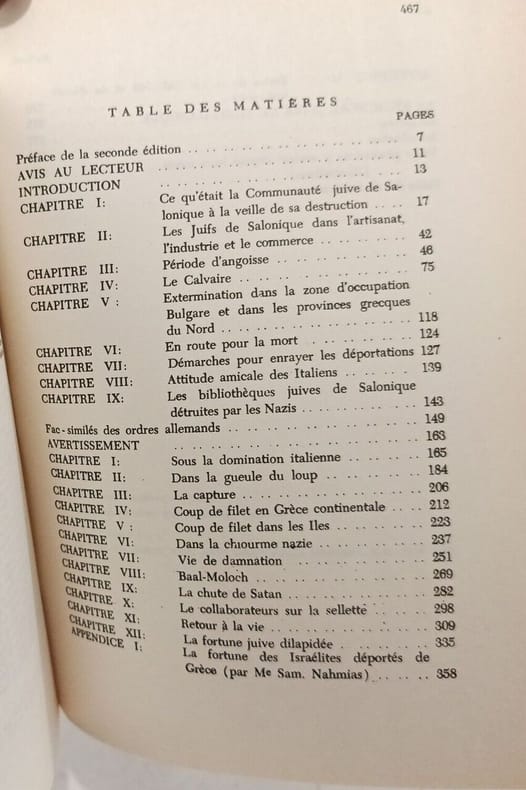 467
TABLE DES MATIÈRES
PAGES
Préface de la seconde édition .. .. .. .. .. .. .. .. 7
AVIS AU LECTEUR .. .. .. .. .. .. .. .. .. 11
INTRODUCTION .. .. .. .. .. .. .. .. 13
CHAPITRE I: Ce qu'était la Communauté juive de Sa-
lonique à la veille de sa destruction .. .. 17
CHAPITRE II: Les Juifs de Salonique dans l'artisanat,
l'industrie et le commerce .. .. .. .. 42
CHAPITRE III: Période d'angoisse .. .. .. .. .. .. 46
CHAPITRE IV: Le Calvaire .. .. .. .. .. .. .. 75
CHAPITRE V : Extermination dans la zone d'occupation
Bulgare et dans les provinces grecques
du Nord .. .. .. .. .. .. .. .. 118
CHAPITRE VI: En route pour la mort .. .. .. .. .. 124
CHAPITRE VII: Démarches pour enrayer les déportations 127
CHAPITRE VIII: Attitude amicale des Italiens .. .. .. 139
CHAPITRE IX: Les bibliothèques juives de Salonique
détruites par les Nazis .. .. .. .. .. 143
Fac-similés des ordres allemands .. .. .. .. .. .. .. 149
AVERTISSEMENT .. .. .. .. .. .. .. .. 163
CHAPITRE I: Sous la domination italienne .. .. .. .. 165
CHAPITRE II: Dans la gueule du loup .. .. .. .. .. 184
CHAPITRE III: La capture .. .. .. .. .. .. .. .. 206
CHAPITRE IV: Coup de filet en Grèce continentale .. .. 212
CHAPITRE V : Coup de filet dans les Iles .. .. .. .. 223
CHAPITRE VI: Dans la chiourme nazie .. .. .. .. .. 237
CHAPITRE VII: Vie de damnation .. .. .. .. .. .. 251
CHAPITRE VIII: Baal-Moloch .. .. .. .. .. .. .. 269
CHAPITRE IX: La chute de Satan .. .. .. .. .. .. 282
CHAPITRE X: Le collaborateurs sur la sellette .. .. .. 298
CHAPITRE XI: Retour à la vie .. .. .. .. .. .. 309
CHAPITRE XII: La fortune juive dilapidée .. .. .. .. 335
APPENDICE I: La fortune des Israélites déportés de
Grèce (par Me Sam. Nahmias) .. .. .. 358